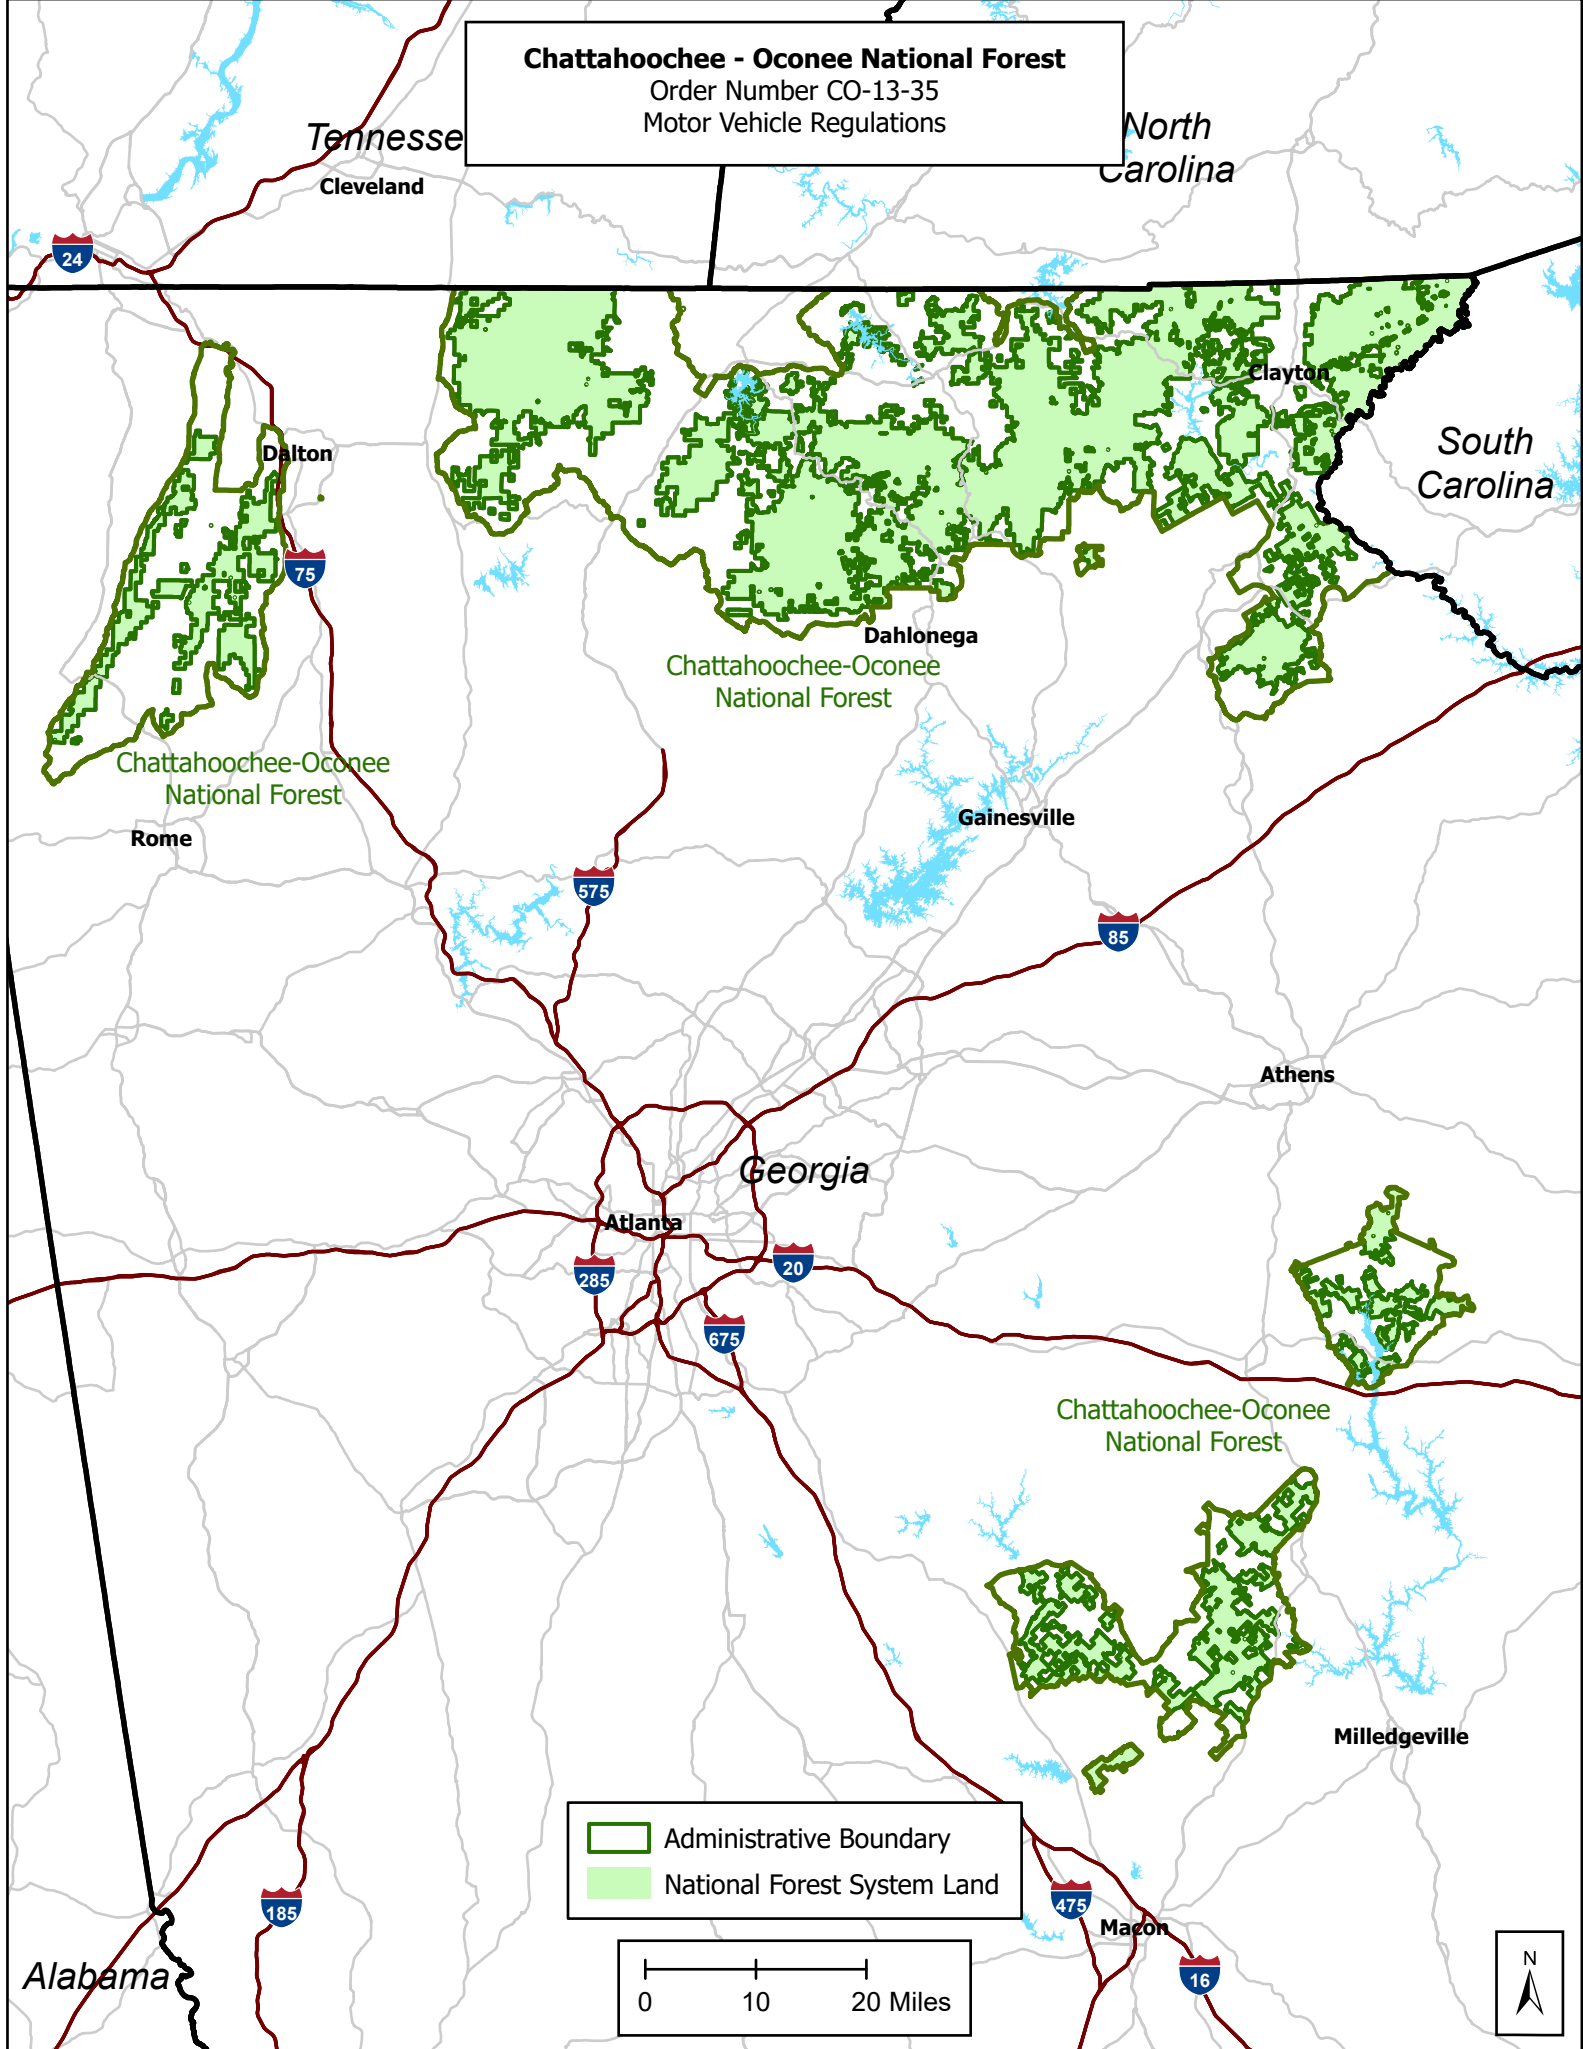 Chattahoochee - Oconee National Forest
Order Number CO-13-35
Motor Vehicle Regulations
Tennesse
North
Carolina
Cleveland
24
Clayton
South
Carolina
Dalton
75
Dahlonega
Chattahoochee-Oconee
National Forest
Chattahoochee-Oconee
National Forest
Rome
Gainesville
575
85
Athens
Georgia
Atlanta
285
20
675
Chattahoochee-Oconee
National Forest
Milledgeville
Administrative Boundary
National Forest System Land
185
475
Macon
16
Alabama
0 10 20 Miles
N